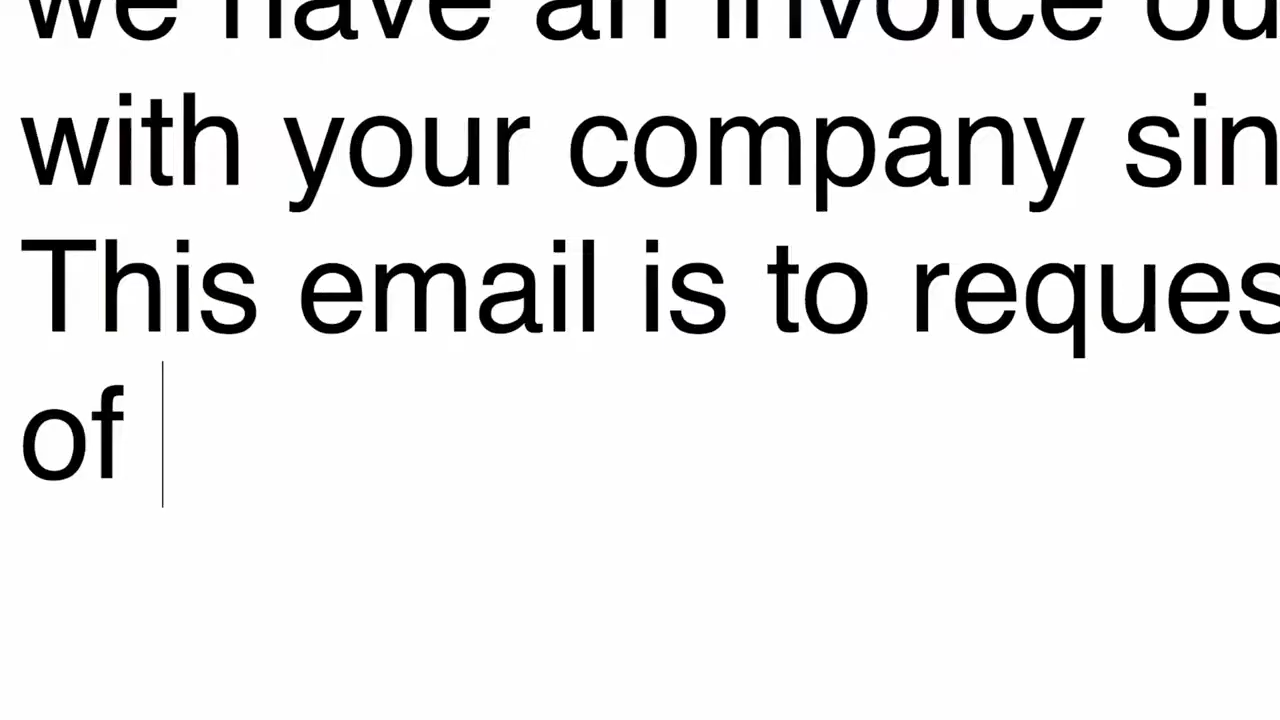 we have an invoice ou
with your company sin
This email is to reques
of